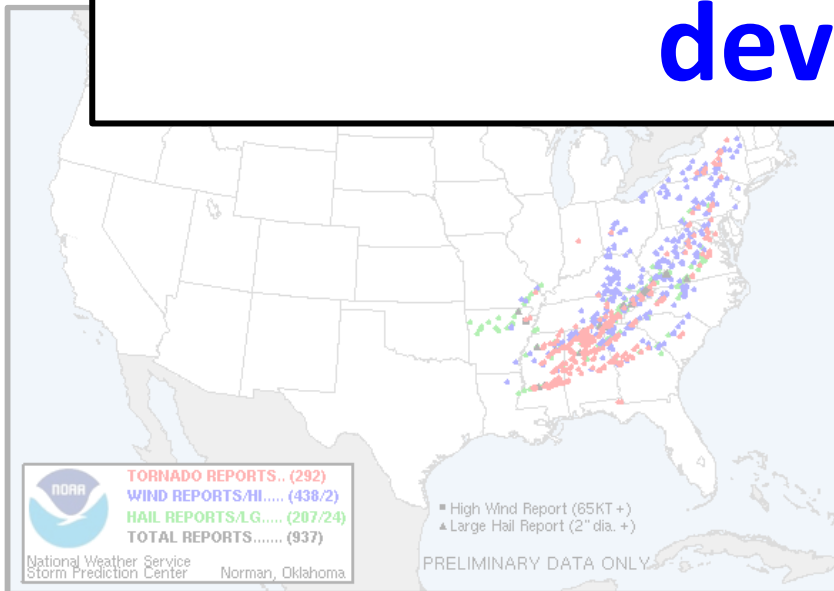 dev
NOAA
TORNADO REPORTS.. (292)
WIND REPORTS/HI..... (438/2)
HAIL REPORTS/LG..... (207/24)
TOTAL REPORTS....... (937)
National Weather Service
Storm Prediction Center Norman, Oklahoma
■ High Wind Report (65KT +)
▲ Large Hail Report (2" dia. +)
PRELIMINARY DATA ONLY